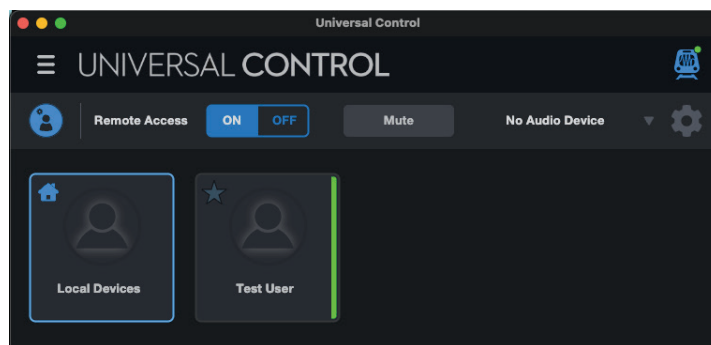 Universal Control
UNIVERSAL CONTROL
Remote Access ON OFF Mute No Audio Device
Local Devices Test User